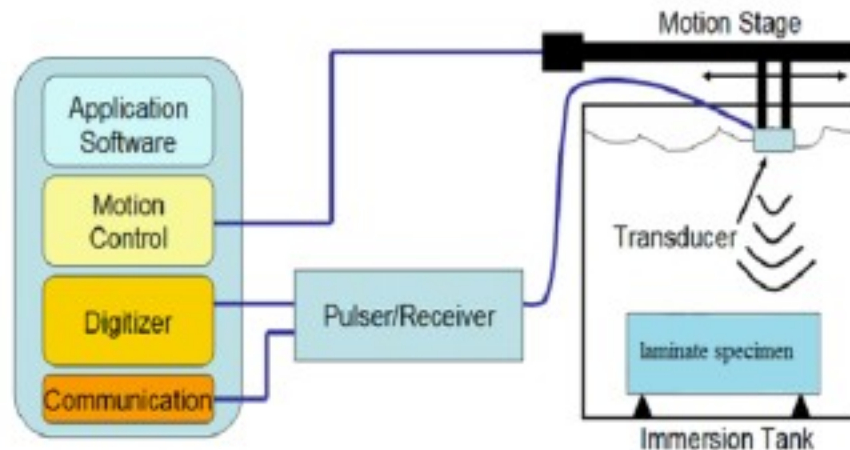 Motion Stage
Application
Software
Motion
Control
Transducer
Digitizer
Pulser/Receiver
laminate specimen
Communication
Immersion Tank